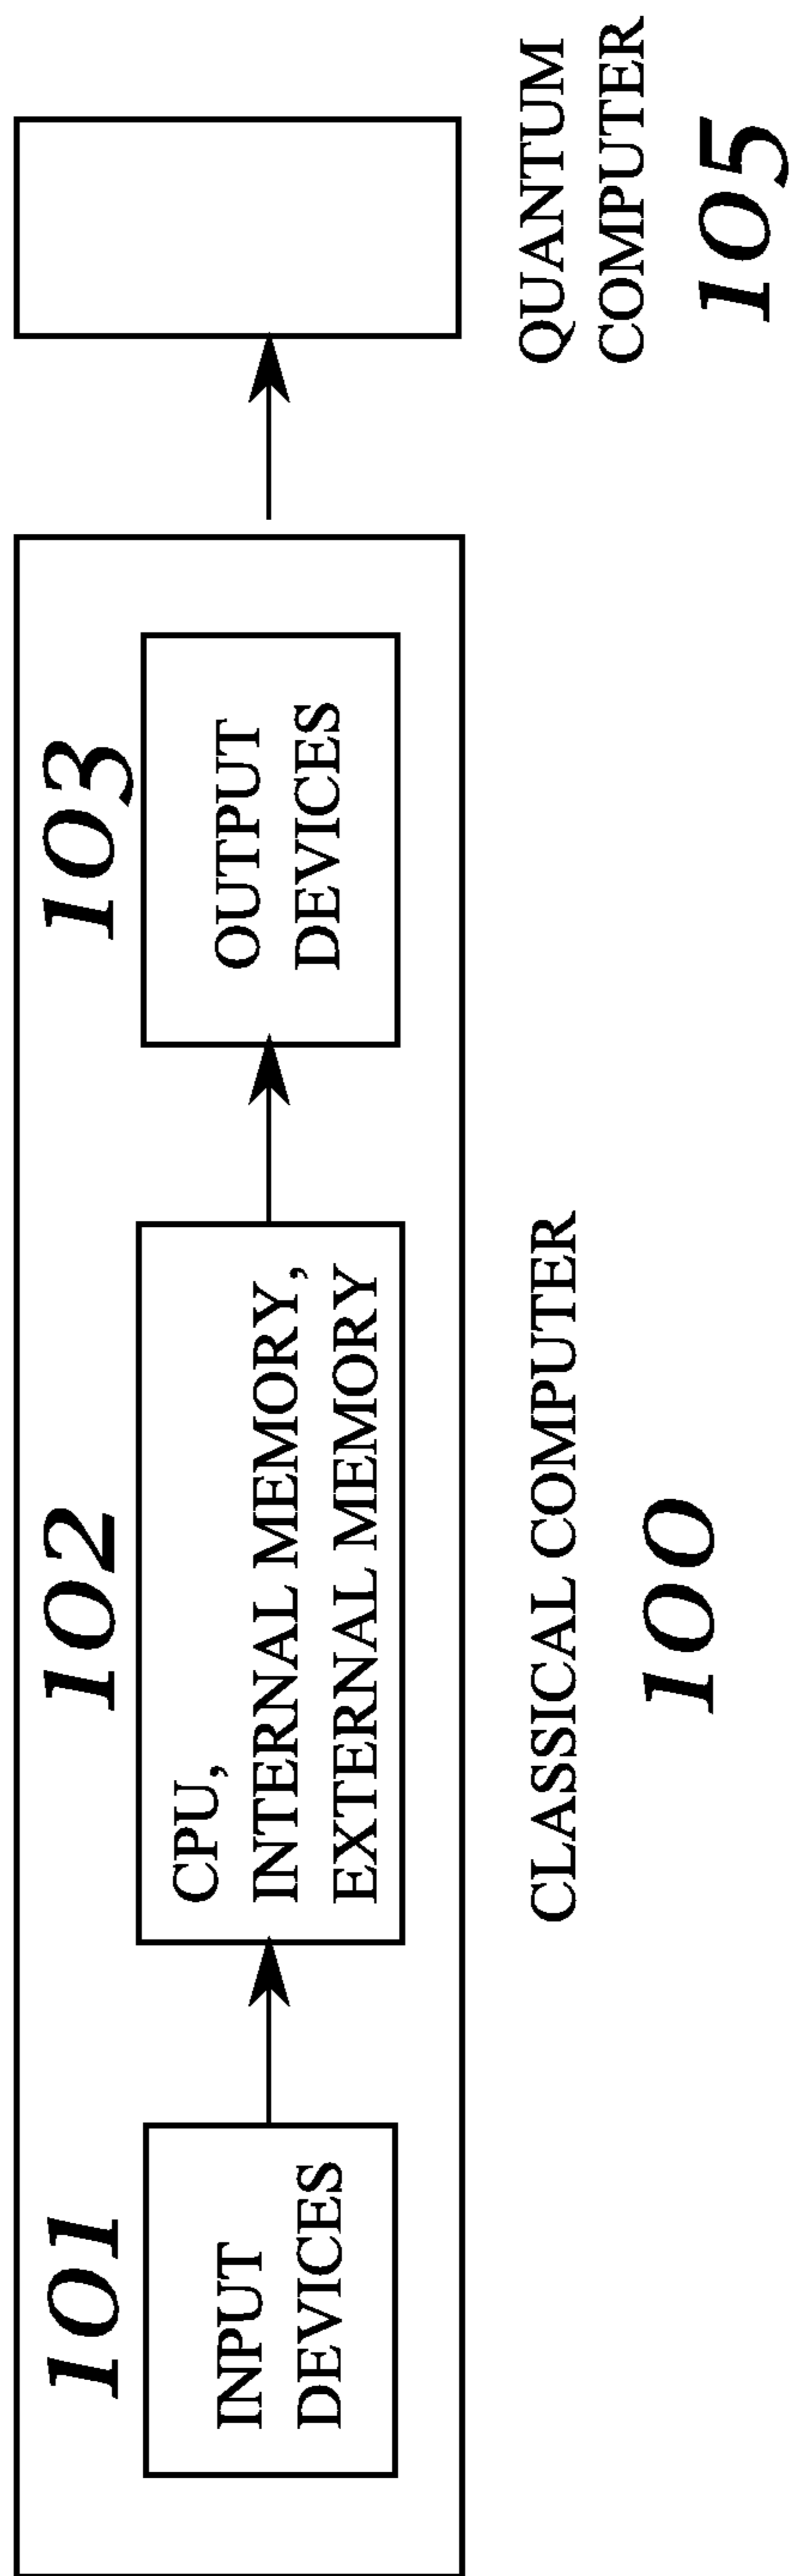 101
102
103
INPUT
DEVICES
CPU,
INTERNAL MEMORY,
EXTERNAL MEMORY
OUTPUT
DEVICES
CLASSICAL COMPUTER
100
QUANTUM
COMPUTER
105